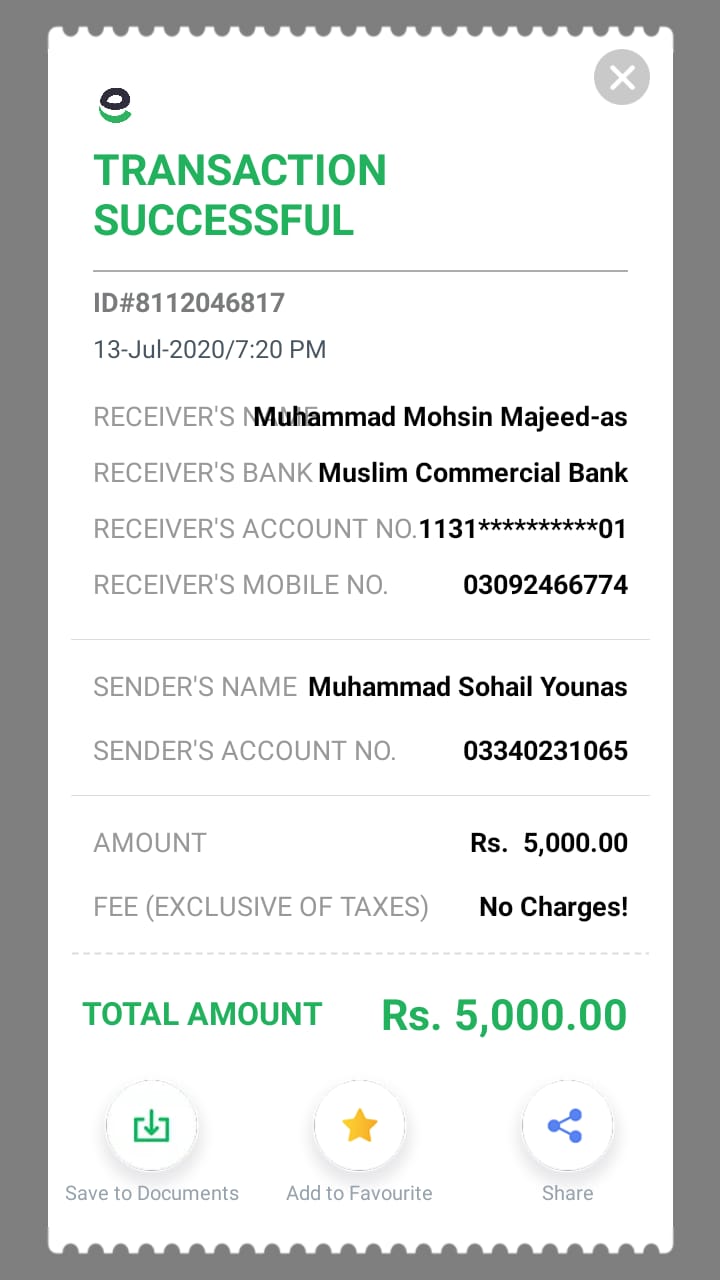 TRANSACTION
SUCCESSFUL
ID#8112046817
13-Jul-2020/7:20 PM
RECEIVER'S NAME Muhammad Mohsin Majeed-as
RECEIVER'S BANK Muslim Commercial Bank
RECEIVER'S ACCOUNT NO. 1131**********01
RECEIVER'S MOBILE NO. 03092466774
SENDER'S NAME Muhammad Sohail Younas
SENDER'S ACCOUNT NO. 03340231065
AMOUNT Rs. 5,000.00
FEE (EXCLUSIVE OF TAXES) No Charges!
TOTAL AMOUNT Rs. 5,000.00
Save to Documents Add to Favourite Share